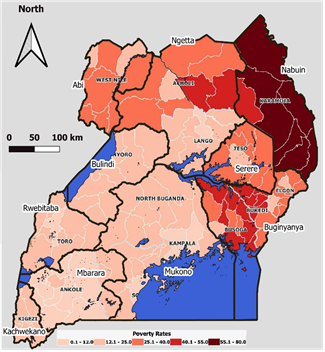 North
Ngetta
Nabuin
WEST NILE
Abi
ACHOLI
KARAMOJA
0 50 100 km
LANGO
Bulindi
NYORO
TESO
Serere
ELGON
Rwebitaba
NORTH BUGANDA
BUKEDI
BUSOGA
Buginyanya
TORO
KAMPALA
Mbarara
Mukono
ANKOLE
SO
KIGEZI
Kachwekano
Poverty Rates
0.1 - 12.0 12.1 - 25.0 25.1 - 40.0 40.1 - 55.0 55.1 - 80.0